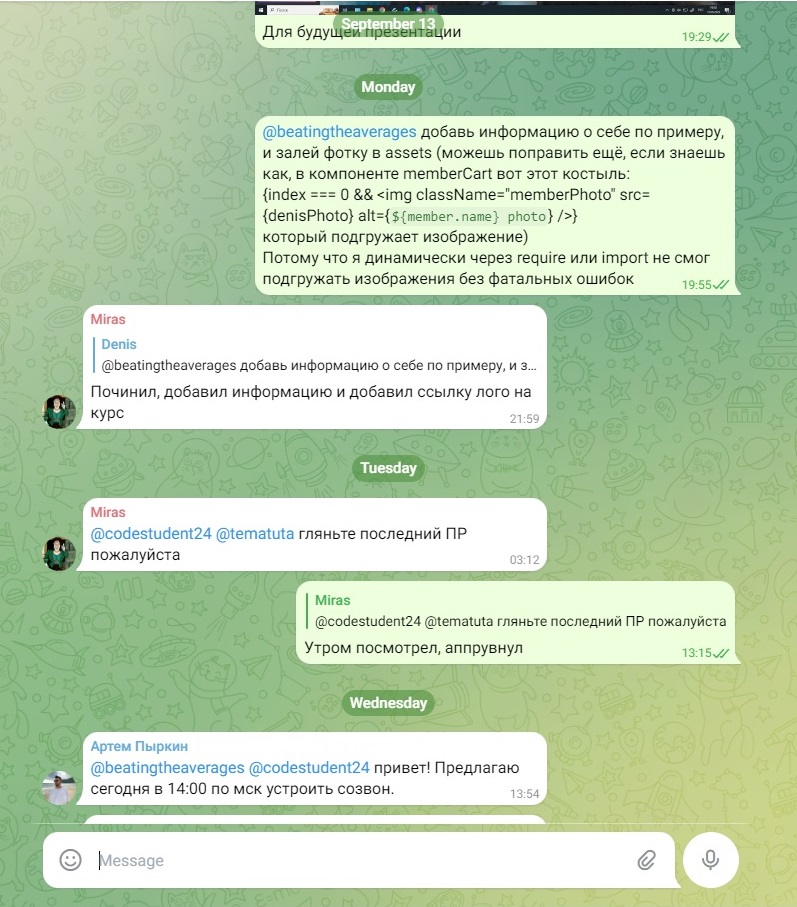 September 13
Для будущей презентации
19:29
Monday
@beatingtheaverages добавь информацию о себе по примеру,
и залей фотку в assets (можешь поправить ещё, если знаешь
как, в компоненте memberCart вот этот костыль:
{index === 0 && <img className="memberPhoto" src=
{denisPhoto} alt={${member.name} photo} />}
который подгружает изображение)
Потому что я динамически через require или import не смог
подгружать изображения без фатальных ошибок
19:55
Miras
Denis
@beatingtheaverages добавь информацию о себе по примеру, и з...
Починил, добавил информацию и добавил ссылку лого на
курс
21:59
Tuesday
Miras
@codestudent24 @tematuta гляньте последний ПР
пожалуйста
03:12
Miras
@codestudent24 @tematuta гляньте последний ПР пожалуйста
Утром посмотрел, аппрувнул
13:15
Wednesday
Артем Пыркин
@beatingtheaverages @codestudent24 привет! Предлагаю
сегодня в 14:00 по мск устроить созвон.
13:54
Message